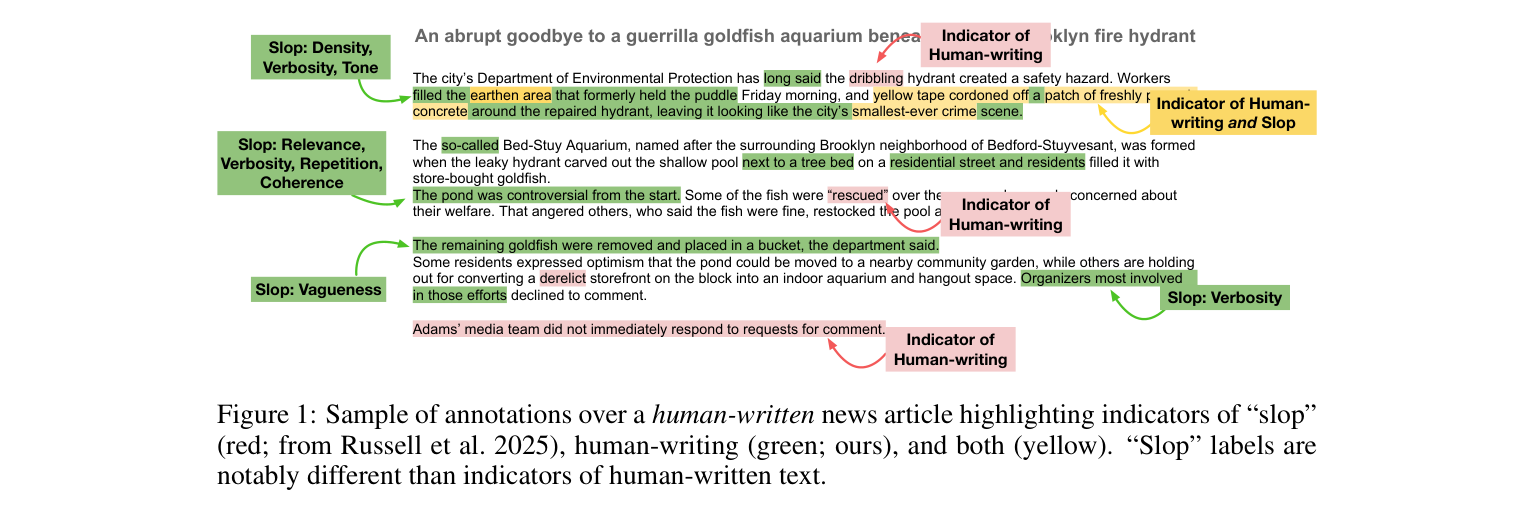 An abrupt goodbye to a guerrilla goldfish aquarium klyn fire hydrant
Indicator of
Human-writing
Slop: Density,
Verbosity, Tone
The city’s Department of Environmental Protection has long said the dribbling hydrant created a safety hazard. Workers
filled the earthen area that formerly held the puddle Friday morning, and yellow tape cordoned off a patch of freshly
concrete around the repaired hydrant, leaving it looking like the city’s smallest-ever crime scene.
Indicator of Human-
writing and Slop
Slop: Relevance,
Verbosity, Repetition,
Coherence
The so-called Bed-Stuy Aquarium, named after the surrounding Brooklyn neighborhood of Bedford-Stuyvesant, was formed
when the leaky hydrant carved out the shallow pool next to a tree bed on a residential street and residents filled it with
store-bought goldfish.
The pond was controversial from the start. Some of the fish were “rescued” over the concerned about
their welfare. That angered others, who said the fish were fine, restocked the pool
Indicator of
Human-writing
The remaining goldfish were removed and placed in a bucket, the department said.
Some residents expressed optimism that the pond could be moved to a nearby community garden, while others are holding
out for converting a derelict storefront on the block into an indoor aquarium and hangout space. Organizers most involved
in those efforts declined to comment.
Slop: Vagueness
Slop: Verbosity
Adams’ media team did not immediately respond to requests for comment.
Indicator of
Human-writing
Figure 1: Sample of annotations over a human-written news article highlighting indicators of “slop”
(red; from Russell et al. 2025), human-writing (green; ours), and both (yellow). “Slop” labels are
notably different than indicators of human-written text.